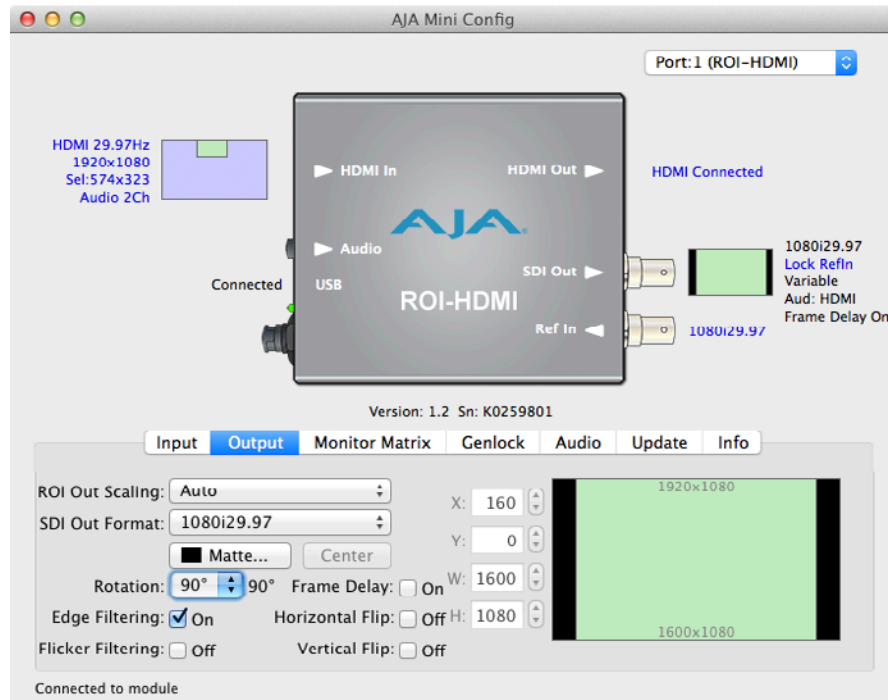 AJA Mini Config
Port:1 (ROI-HDMI)
HDMI 29.97Hz
1920x1080
Sel:574x323
Audio 2Ch
HDMI In
HDMI Out
HDMI Connected
AJA
Audio
Connected
USB
SDI Out
ROI-HDMI
Ref In
1080i29.97
Lock RefIn
Variable
Aud: HDMI
Frame Delay On
1080i29.97
Version: 1.2 Sn: K0259801
Input Output Monitor Matrix Genlock Audio Update Info
ROI Out Scaling: Auto
SDI Out Format: 1080i29.97
Matte... Center
Rotation: 90° 90° Frame Delay: On
Edge Filtering: On Horizontal Flip: Off
Flicker Filtering: Off Vertical Flip: Off
X: 160
Y: 0
W: 1600
H: 1080
1920x1080
1600x1080
Connected to module